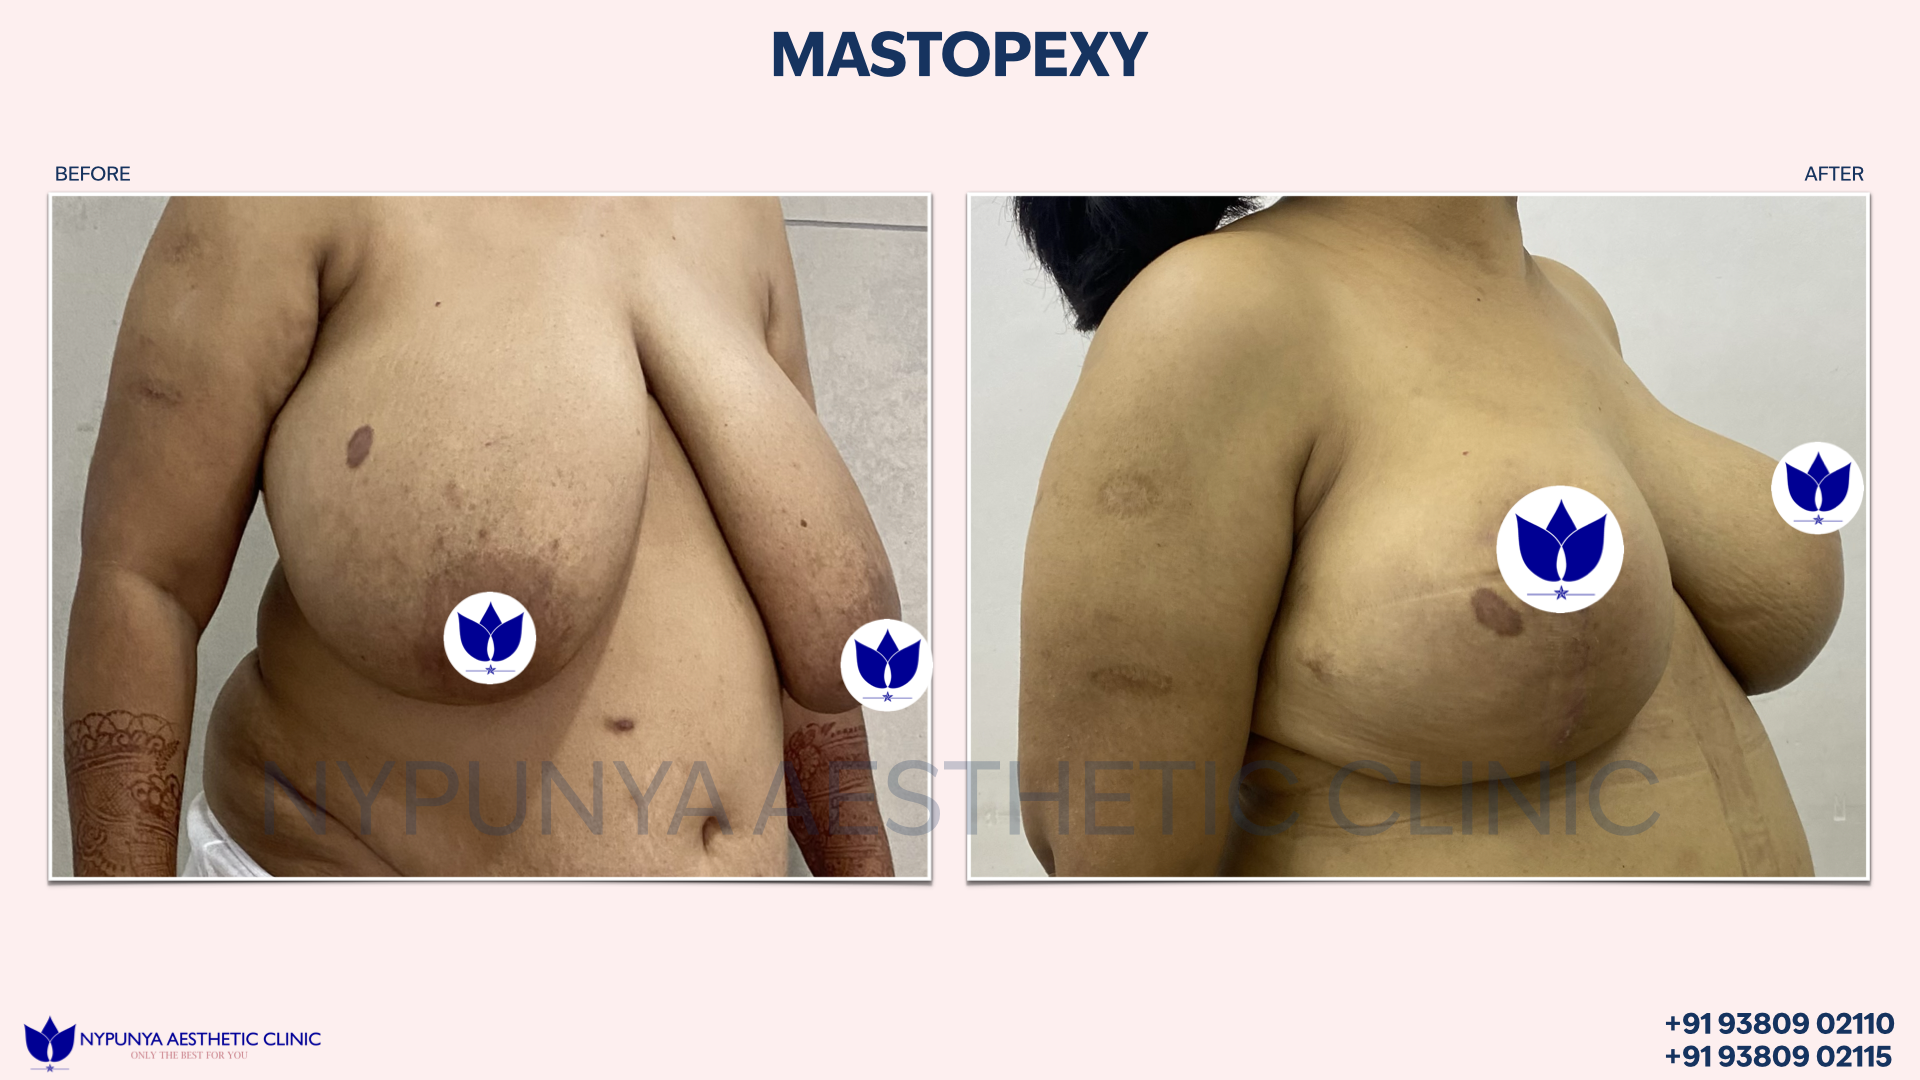 MASTOPEXY
BEFORE
AFTER
NYPUNYA AESTHETIC CLINIC
NYPUNYA AESTHETIC CLINIC
ONLY THE BEST FOR YOU
+91 93809 02110
+91 93809 02115